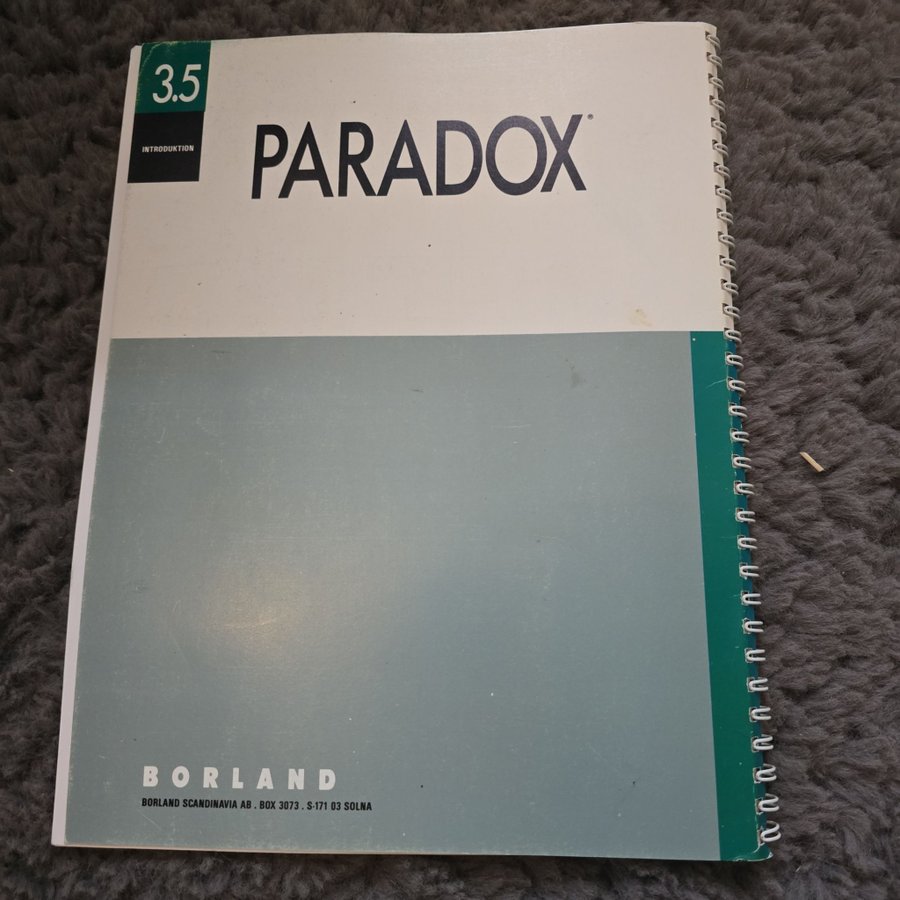 3.5
INTRODUKTION
PARADOX®
BORLAND
BORLAND SCANDINAVIA AB . BOX 3073 . S-171 03 SOLNA